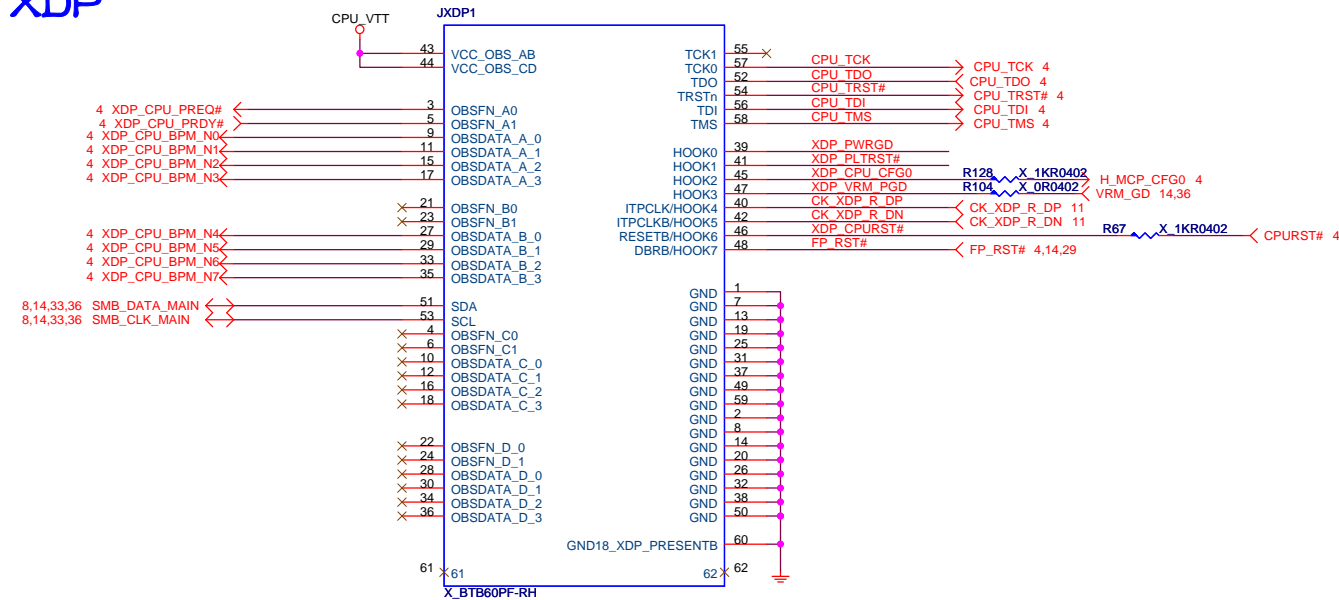 XDP
CPU_VTT
JXDP1
43 VCC_OBS_AB
44 VCC_OBS_CD
4 XDP_CPU_PREQ# 3 OBSFN_A0
4 XDP_CPU_PRDY# 5 OBSFN_A1
4 XDP_CPU_BPM_N0 9 OBSDATA_A_0
4 XDP_CPU_BPM_N1 11 OBSDATA_A_1
4 XDP_CPU_BPM_N2 15 OBSDATA_A_2
4 XDP_CPU_BPM_N3 17 OBSDATA_A_3
21 OBSFN_B0
23 OBSFN_B1
4 XDP_CPU_BPM_N4 27 OBSDATA_B_0
4 XDP_CPU_BPM_N5 29 OBSDATA_B_1
4 XDP_CPU_BPM_N6 33 OBSDATA_B_2
4 XDP_CPU_BPM_N7 35 OBSDATA_B_3
8,14,33,36 SMB_DATA_MAIN 51 SDA
8,14,33,36 SMB_CLK_MAIN 53 SCL
4 OBSFN_C0
6 OBSFN_C1
10 OBSDATA_C_0
12 OBSDATA_C_1
16 OBSDATA_C_2
18 OBSDATA_C_3
22 OBSFN_D_0
24 OBSFN_D_1
28 OBSDATA_D_0
30 OBSDATA_D_1
34 OBSDATA_D_2
36 OBSDATA_D_3
61 61
TCK1 55
TCK0 57 CPU_TCK CPU_TCK 4
TDO 52 CPU_TDO CPU_TDO 4
TRSTn 54 CPU_TRST# CPU_TRST# 4
TDI 56 CPU_TDI CPU_TDI 4
TMS 58 CPU_TMS CPU_TMS 4
HOOK0 39 XDP_PWRGD
HOOK1 41 XDP_PLTRST#
HOOK2 45 XDP_CPU_CFG0 R128 X_1KR0402 H_MCP_CFG0 4
HOOK3 47 XDP_VRM_PGD R104 X_0R0402 VRM_GD 14,36
ITPCLK/HOOK4 40 CK_XDP_R_DP CK_XDP_R_DP 11
ITPCLKB/HOOK5 42 CK_XDP_R_DN CK_XDP_R_DN 11
RESETB/HOOK6 46 XDP_CPURST# R67 X_1KR0402 CPURST# 4
DBRB/HOOK7 48 FP_RST# FP_RST# 4,14,29
GND 1
GND 7
GND 13
GND 19
GND 25
GND 31
GND 37
GND 49
GND 59
GND 2
GND 8
GND 14
GND 20
GND 26
GND 32
GND 38
GND 50
GND18_XDP_PRESENTB 60
62 62
X_BTB60PF-RH